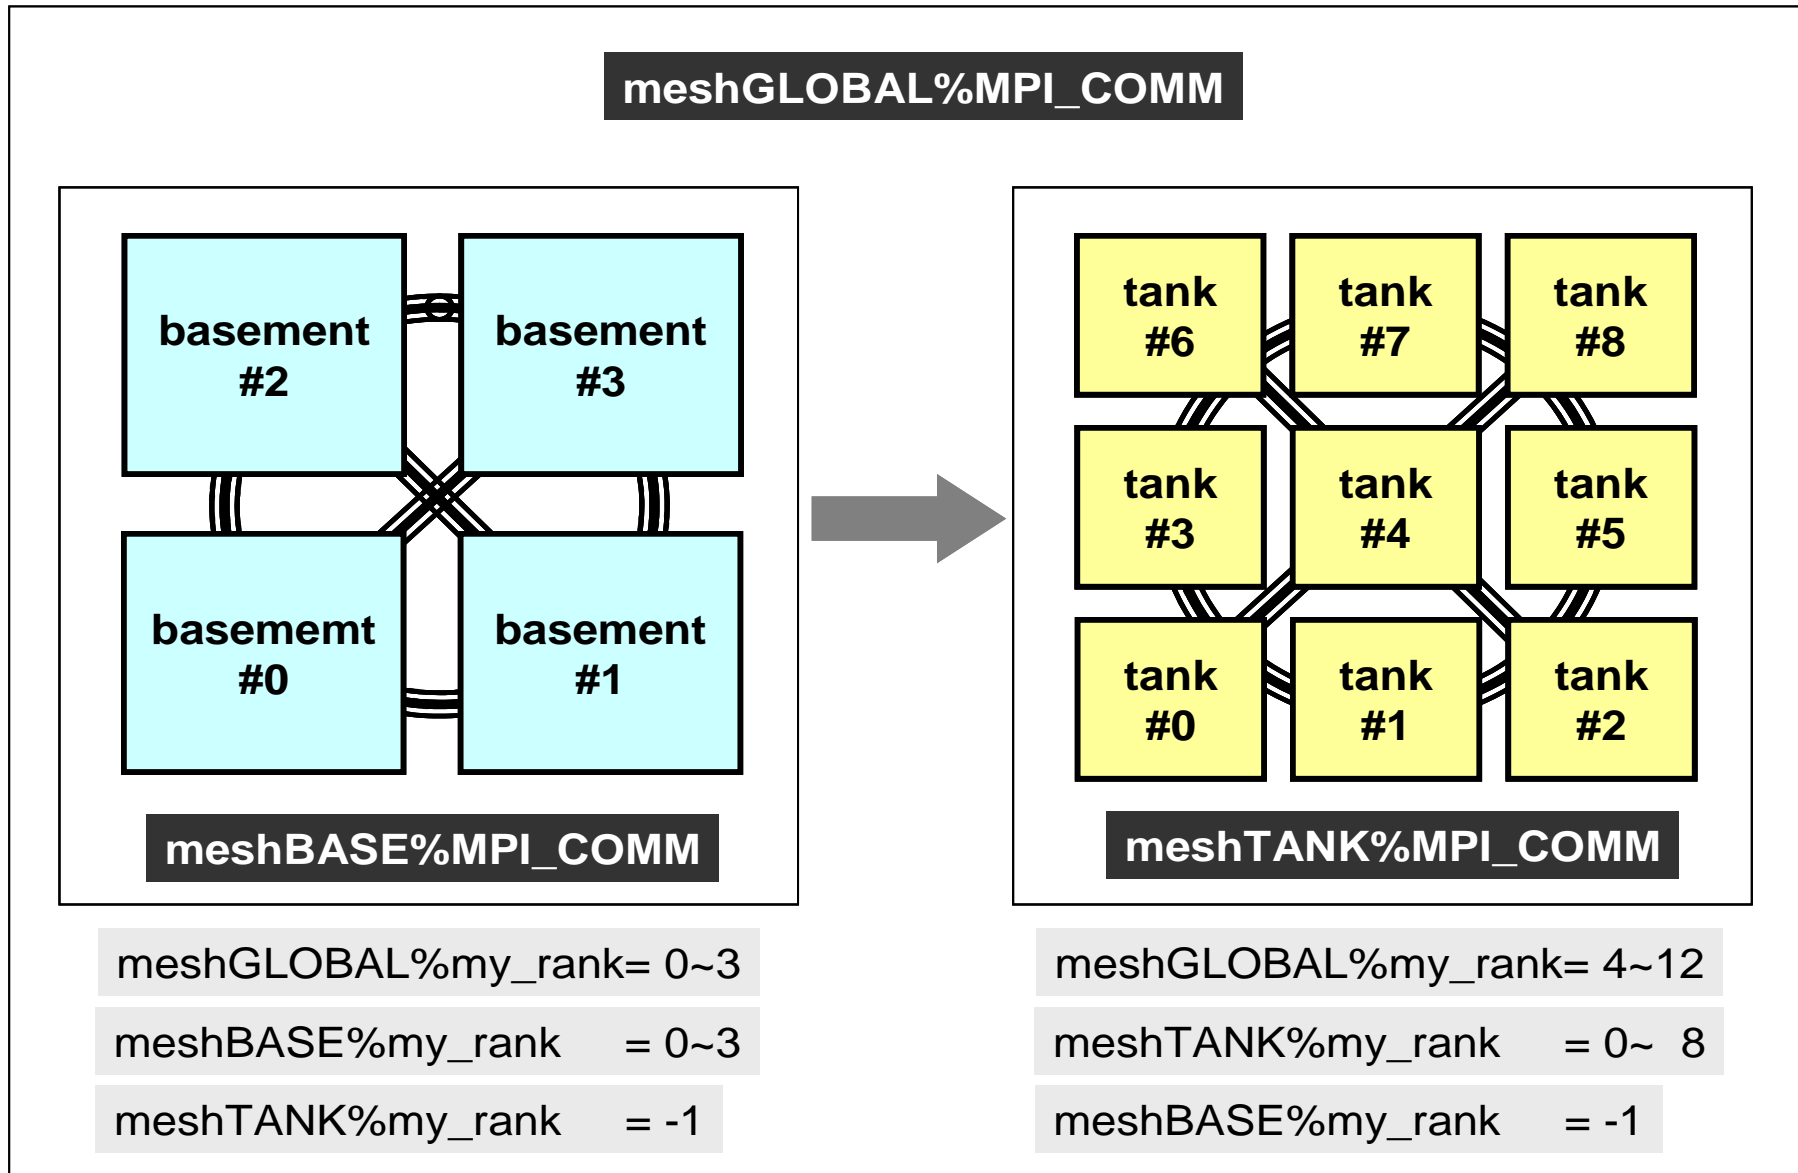 meshGLOBAL%MPI_COMM
basement
#2
basement
#3
basememt
#0
basement
#1
meshBASE%MPI_COMM
tank
#6
tank
#7
tank
#8
tank
#3
tank
#4
tank
#5
tank
#0
tank
#1
tank
#2
meshTANK%MPI_COMM
meshGLOBAL%my_rank= 0~3
meshBASE%my_rank = 0~3
meshTANK%my_rank = -1
meshGLOBAL%my_rank= 4~12
meshTANK%my_rank = 0~ 8
meshBASE%my_rank = -1